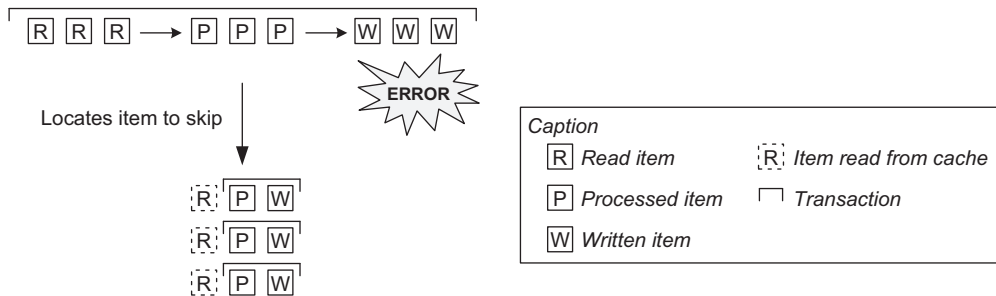 R R R P P P W W W
ERROR
Locates item to skip
R P W
R P W
R P W
Caption
R Read item
R Item read from cache
P Processed item
Transaction
W Written item